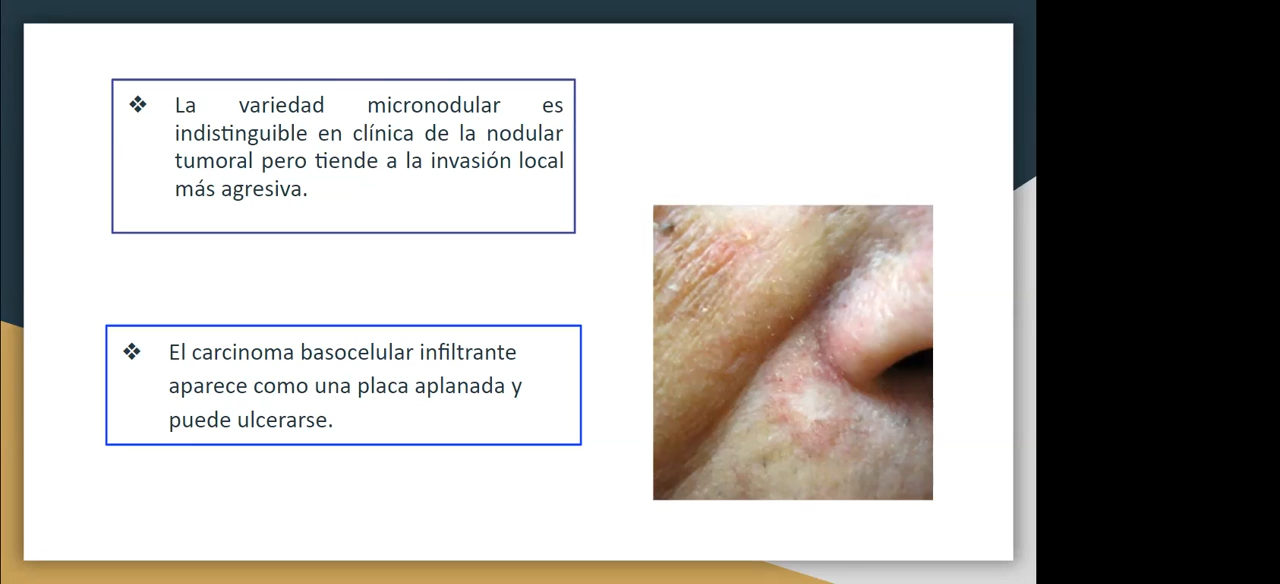 ❖ La variedad micronodular es
indistinguible en clínica de la nodular
tumoral pero tiende a la invasión local
más agresiva.
❖ El carcinoma basocelular infiltrante
aparece como una placa aplanada y
puede ulcerarse.